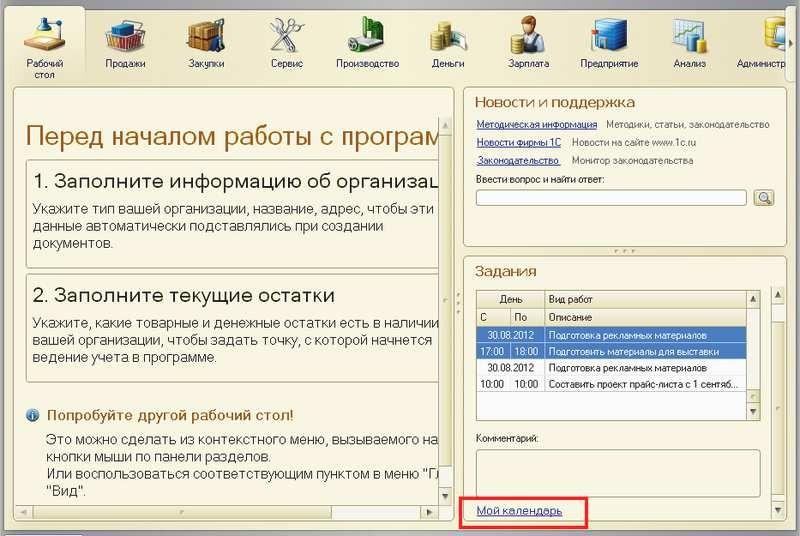 Рабочий стол
Продажи
Закупки
Сервис
Производство
Деньги
Зарплата
Предприятие
Анализ
Администр
Перед началом работы с програм
1. Заполните информацию об организац
Укажите тип вашей организации, название, адрес, чтобы эти
данные автоматически подставлялись при создании
документов.
2. Заполните текущие остатки
Укажите, какие товарные и денежные остатки есть в наличии
вашей организации, чтобы задать точку, с которой начнется
ведение учета в программе.
Попробуйте другой рабочий стол!
Это можно сделать из контекстного меню, вызываемого на
кнопки мыши по панели разделов.
Или воспользоваться соответствующим пунктом в меню "Гл
"Вид".
Новости и поддержка
Методическая информация Методики, статьи, законодательство
Новости фирмы 1С Новости на сайте www.1c.ru
Законодательство Монитор законодательства
Ввести вопрос и найти ответ:
Задания
День Вид работ
С По Описание
30.08.2012 Подготовка рекламных материалов
17:00 18:00 Подготовить материалы для выставки
30.08.2012 Подготовка рекламных материалов
10:00 10:00 Составить проект прайс-листа с 1 сентяб...
Комментарий:
Мой календарь